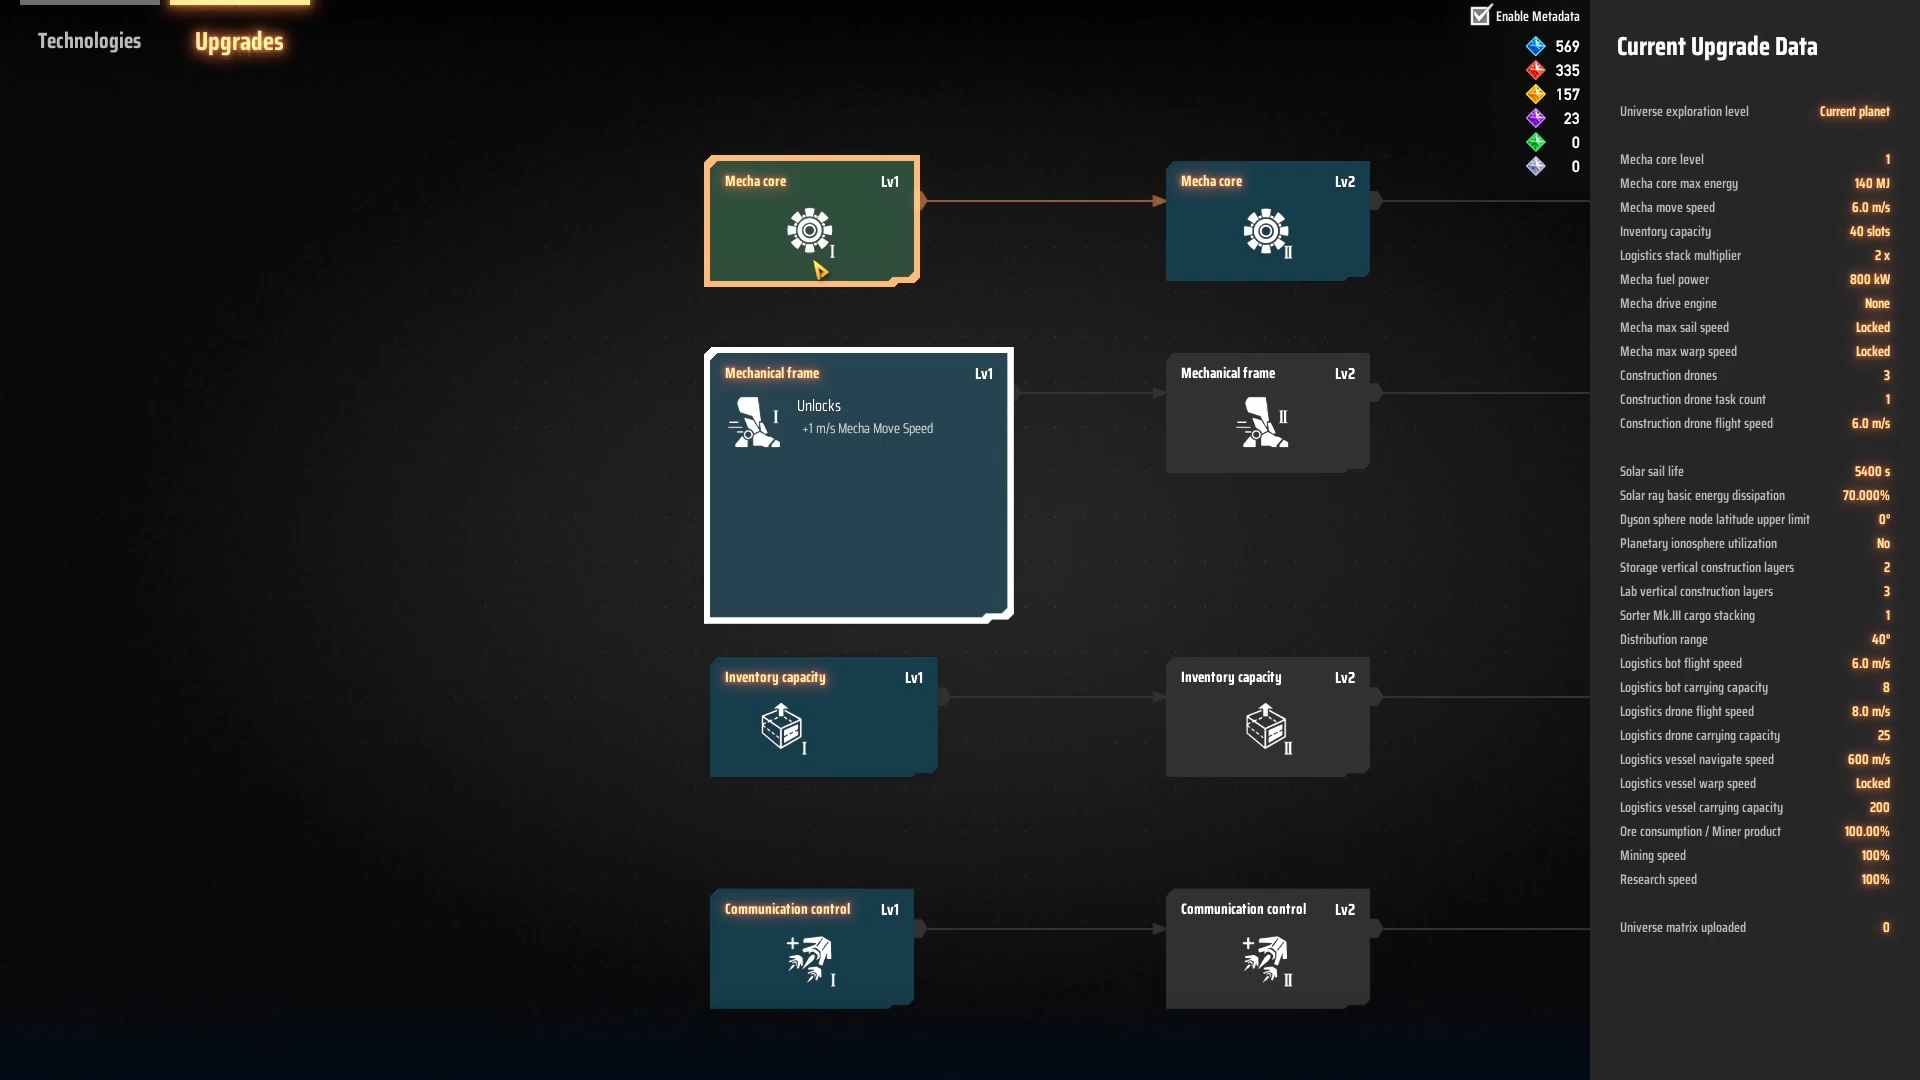 Technologies
Upgrades
Enable Metadata
569
335
157
23
0
0
Mecha core Lv1
I
Mecha core Lv2
II
Mechanical frame Lv1
I
Unlocks
+1 m/s Mecha Move Speed
Mechanical frame Lv2
II
Inventory capacity Lv1
I
Inventory capacity Lv2
II
Communication control Lv1
I
Communication control Lv2
II
Current Upgrade Data
Universe exploration level Current planet
Mecha core level 1
Mecha core max energy 140 MJ
Mecha move speed 6.0 m/s
Inventory capacity 40 slots
Logistics stack multiplier 2 x
Mecha fuel power 800 kW
Mecha drive engine None
Mecha max sail speed Locked
Mecha max warp speed Locked
Construction drones 3
Construction drone task count 1
Construction drone flight speed 6.0 m/s
Solar sail life 5400 s
Solar ray basic energy dissipation 70.000%
Dyson sphere node latitude upper limit 0°
Planetary ionosphere utilization No
Storage vertical construction layers 2
Lab vertical construction layers 3
Sorter Mk.III cargo stacking 1
Distribution range 40°
Logistics bot flight speed 6.0 m/s
Logistics bot carrying capacity 8
Logistics drone flight speed 8.0 m/s
Logistics drone carrying capacity 25
Logistics vessel navigate speed 600 m/s
Logistics vessel warp speed Locked
Logistics vessel carrying capacity 200
Ore consumption / Miner product 100.00%
Mining speed 100%
Research speed 100%
Universe matrix uploaded 0